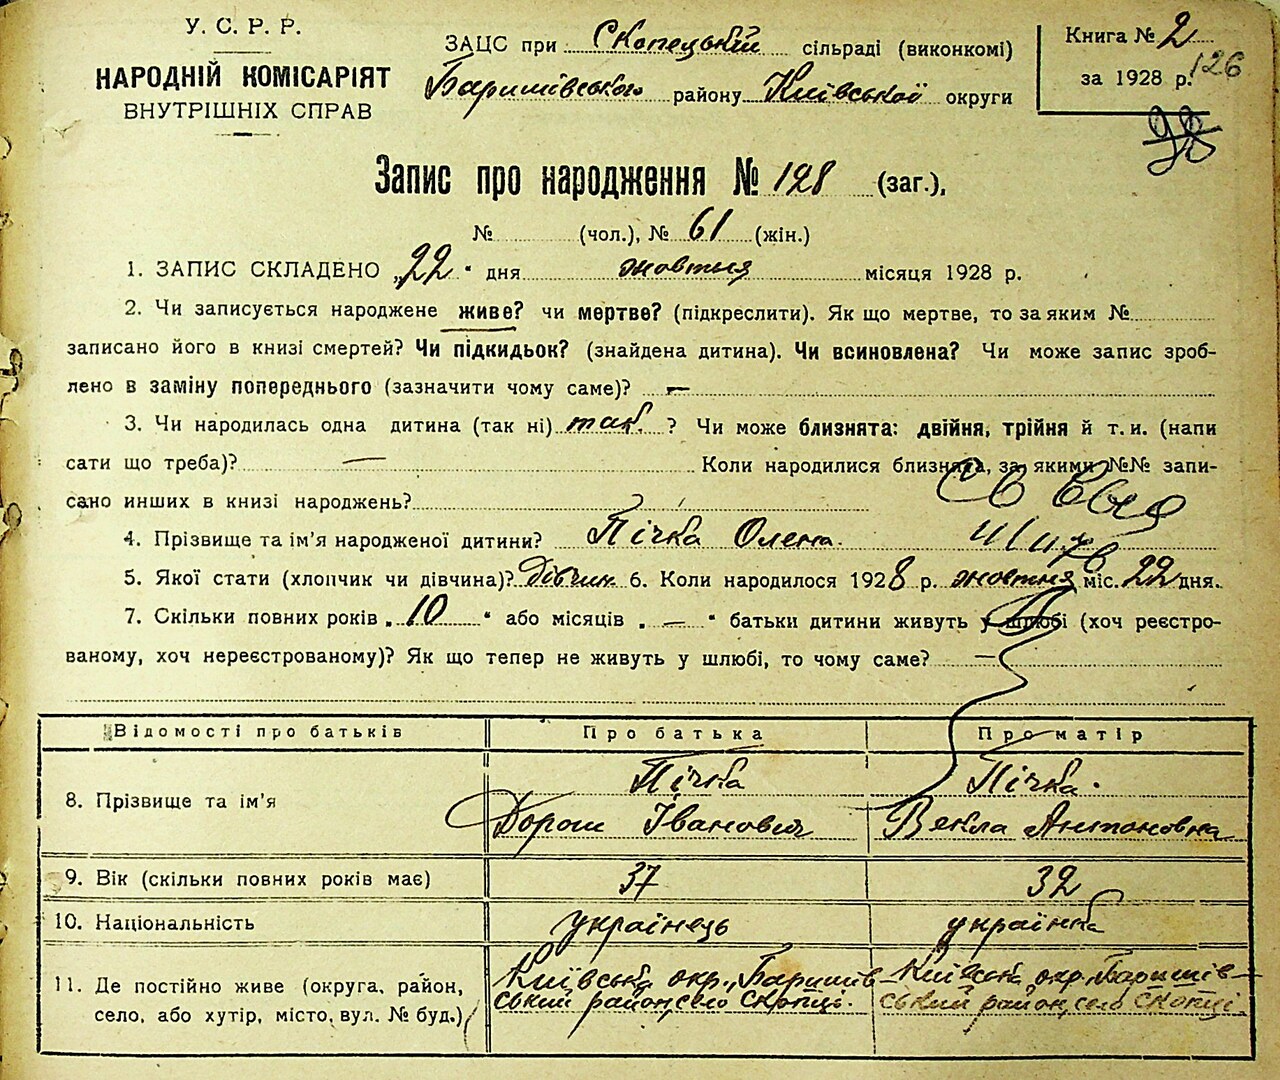 У. С. Р. Р.
НАРОДНІЙ КОМІСАРІЯТ
ВНУТРІШНІХ СПРАВ
ЗАЦС при Скопецькій сільраді (виконкомі)
Баришівського району Київської округи
Книга № 2
за 1928 р.
126
98
Запис про народження № 128 (заг.),
№ (чол.), № 61 (жін.)
1. ЗАПИС СКЛАДЕНО „22" дня жовтня місяця 1928 р.
2. Чи записується народжене живе? чи мертве? (підкреслити). Як що мертве, то за яким №
записано його в книзі смертей? Чи підкидьок? (знайдена дитина). Чи всиновлена? Чи може запис зроб-
лено в заміну попереднього (зазначити чому саме)? —
3. Чи народилась одна дитина (так ні) так. ? Чи може близнята: двійня, трійня й т. и. (напи
сати що треба)? — Коли народилися близнята, за якими №№ запи-
сано инших в книзі народжень?
Св выд
4. Прізвище та ім'я народженої дитини? Пічка Олена.
5. Якої стати (хлопчик чи дівчина)? Дівчин 6. Коли народилося 1928 р. жовтня міс. 22 дня.
7. Скільки повних років „10" або місяців „—" батьки дитини живуть у шлюбі (хоч реєстро-
ваному, хоч нереєстрованому)? Як що тепер не живуть у шлюбі, то чому саме? —
Відомості про батьків Про батька Про матір
8. Прізвище та ім'я Пічка Пічка.
Дорош Іванович Векла Антоновна
9. Вік (скільки повних років має) 37 32
10. Національність українець українка
11. Де постійно живе (округа, район, Київська окр., Баришів- Київська окр. Баришів-
село, або хутір, місто, вул. № буд.) ський район, село Скопці. ський район, село Скопці.